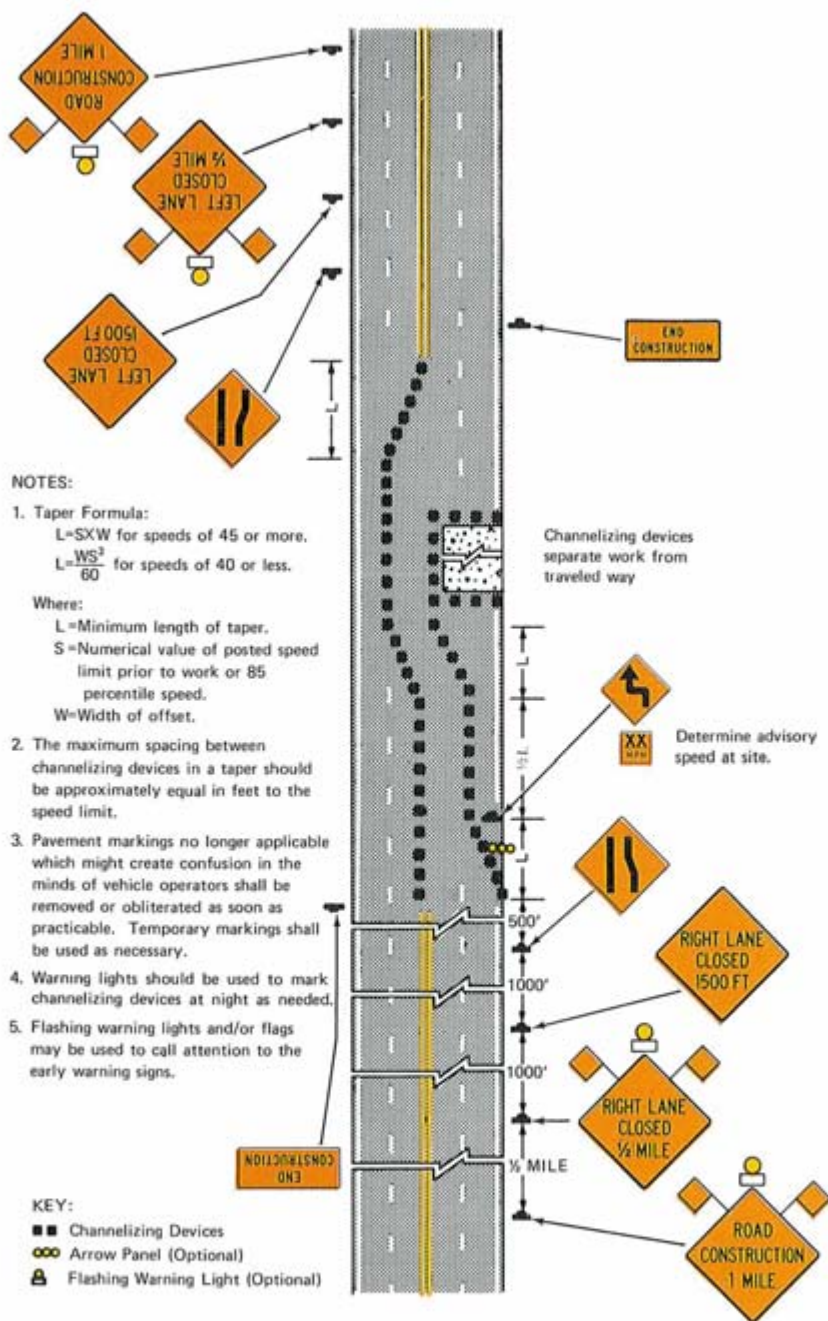 ROAD
CONSTRUCTION
1 MILE
LEFT LANE
CLOSED
½ MILE
LEFT LANE
CLOSED
1500 FT
END
CONSTRUCTION
L
NOTES:
1. Taper Formula:
L=SXW for speeds of 45 or more.
L=WS³/60 for speeds of 40 or less.
Where:
L=Minimum length of taper.
S=Numerical value of posted speed
limit prior to work or 85
percentile speed.
W=Width of offset.
2. The maximum spacing between
channelizing devices in a taper should
be approximately equal in feet to the
speed limit.
3. Pavement markings no longer applicable
which might create confusion in the
minds of vehicle operators shall be
removed or obliterated as soon as
practicable. Temporary markings shall
be used as necessary.
4. Warning lights should be used to mark
channelizing devices at night as needed.
5. Flashing warning lights and/or flags
may be used to call attention to the
early warning signs.
Channelizing devices
separate work from
traveled way
L
½ L
L
XX
MPH
Determine advisory
speed at site.
500'
1000'
1000'
½ MILE
RIGHT LANE
CLOSED
1500 FT
RIGHT LANE
CLOSED
½ MILE
ROAD
CONSTRUCTION
1 MILE
END
CONSTRUCTION
KEY:
Channelizing Devices
Arrow Panel (Optional)
Flashing Warning Light (Optional)